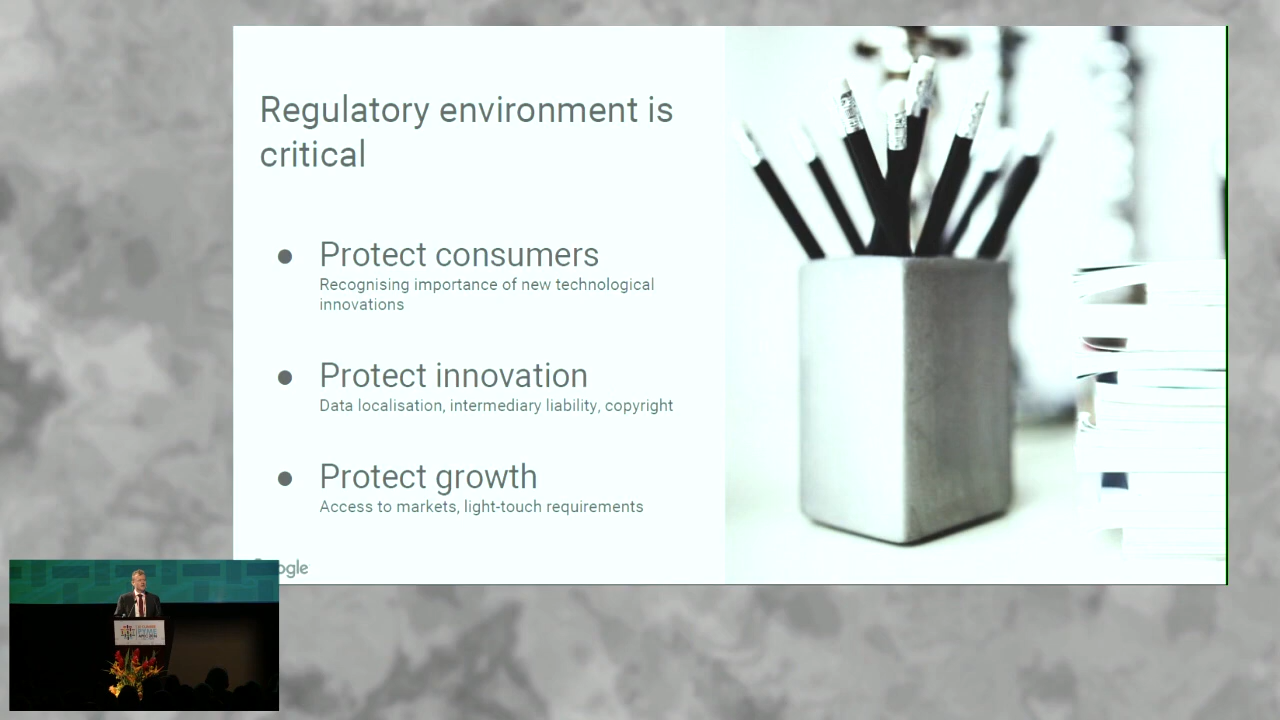 Regulatory environment is
critical
● Protect consumers
Recognising importance of new technological
innovations
● Protect innovation
Data localisation, intermediary liability, copyright
● Protect growth
Access to markets, light-touch requirements